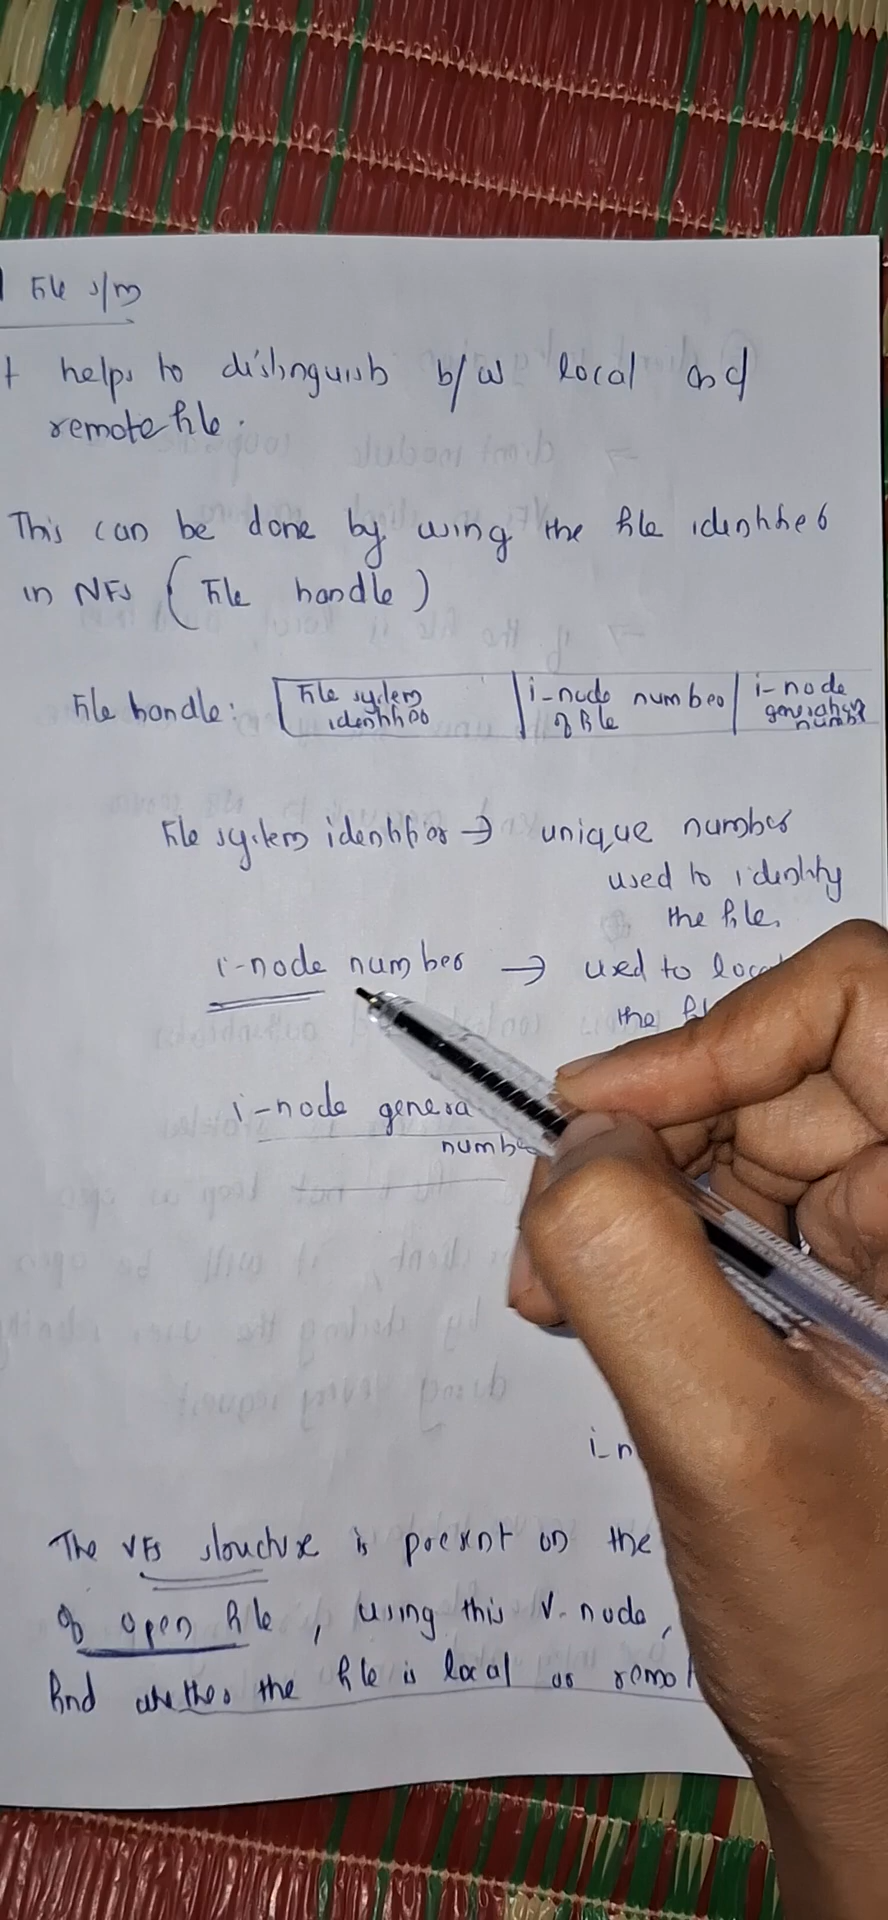 File s/m
helps to distinguish b/w local and
remote file.
This can be done by using the file identifier
in NFS (File handle)
File handle: File system identifier | i-node number of file | i-node generation number
File system identifier → unique number
used to identify
the file.
i-node number → used to
the
i-node
number
The VFS structure is present on the
of open file, using this V-node,
find whether the file is local or